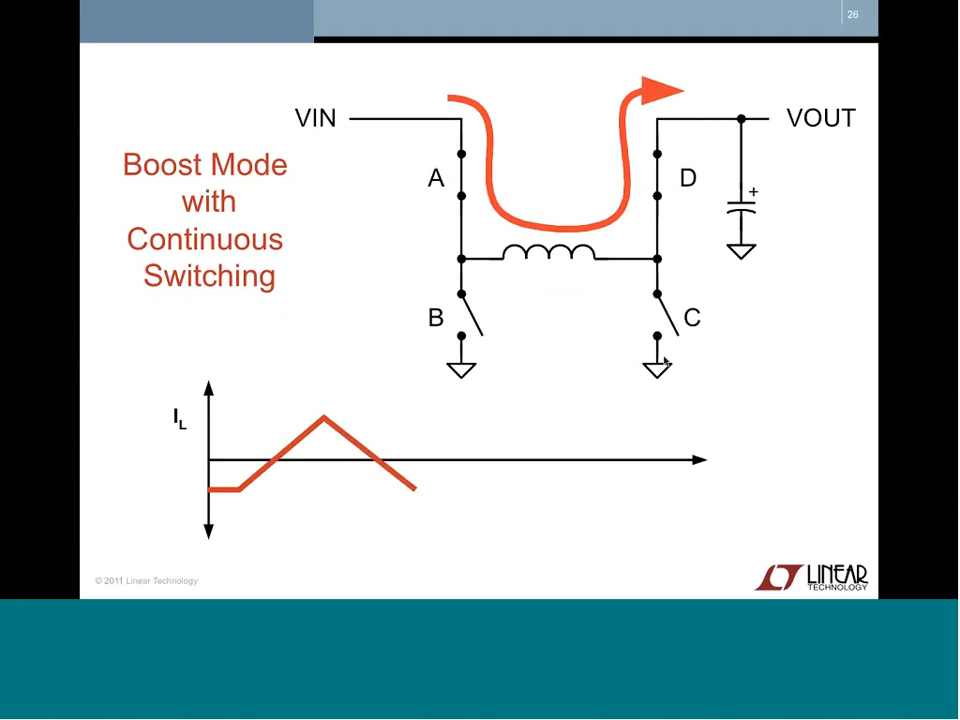 26
VIN
VOUT
Boost Mode
with
Continuous
Switching
A
D
+
B
C
IL
© 2011 Linear Technology
LINEAR
TECHNOLOGY